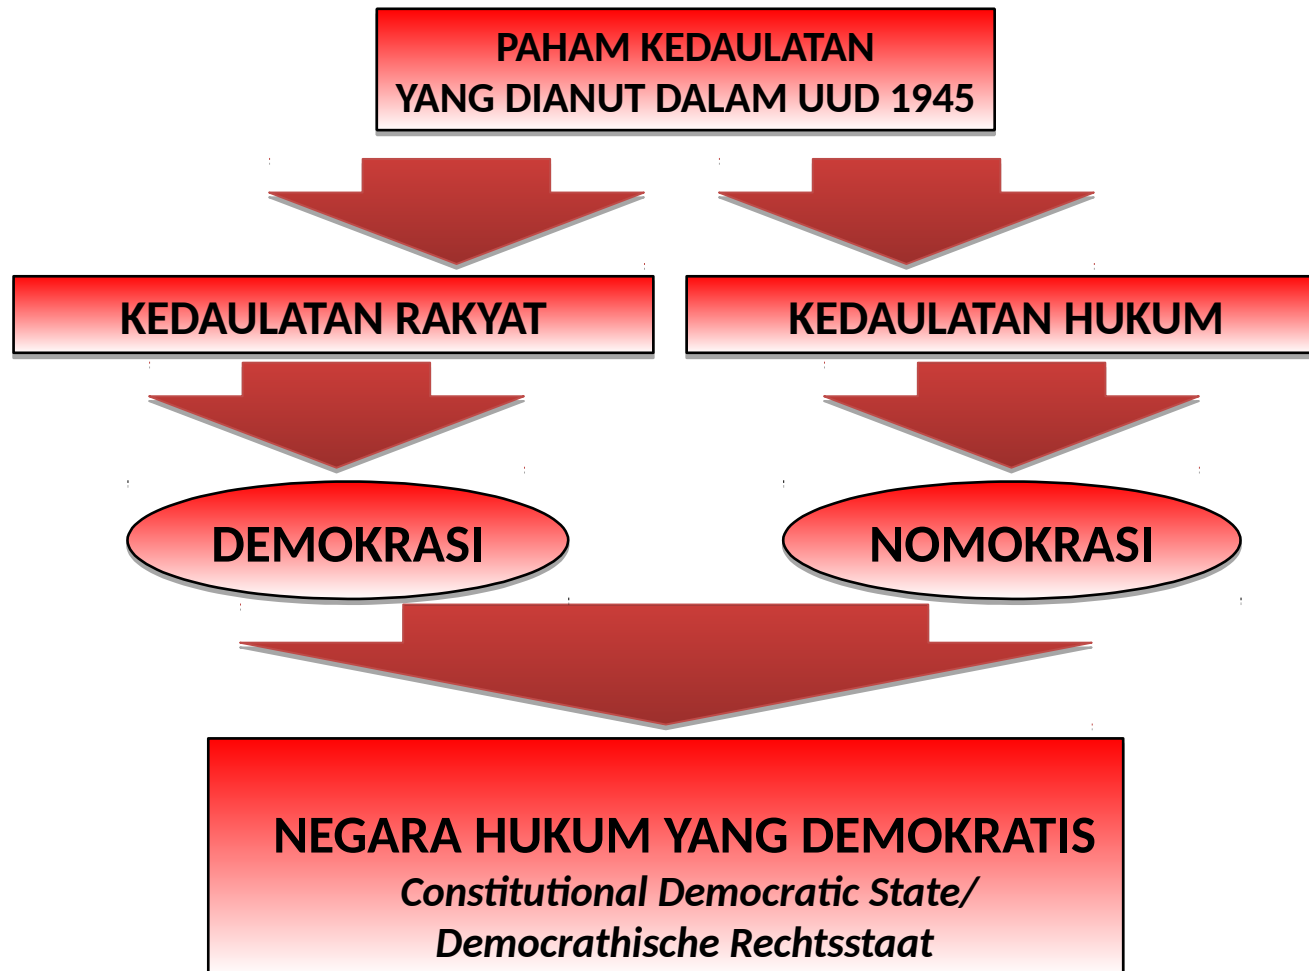 PAHAM KEDAULATAN
YANG DIANUT DALAM UUD 1945
KEDAULATAN RAKYAT
KEDAULATAN HUKUM
DEMOKRASI
NOMOKRASI
NEGARA HUKUM YANG DEMOKRATIS
Constitutional Democratic State/
Democrathische Rechtsstaat